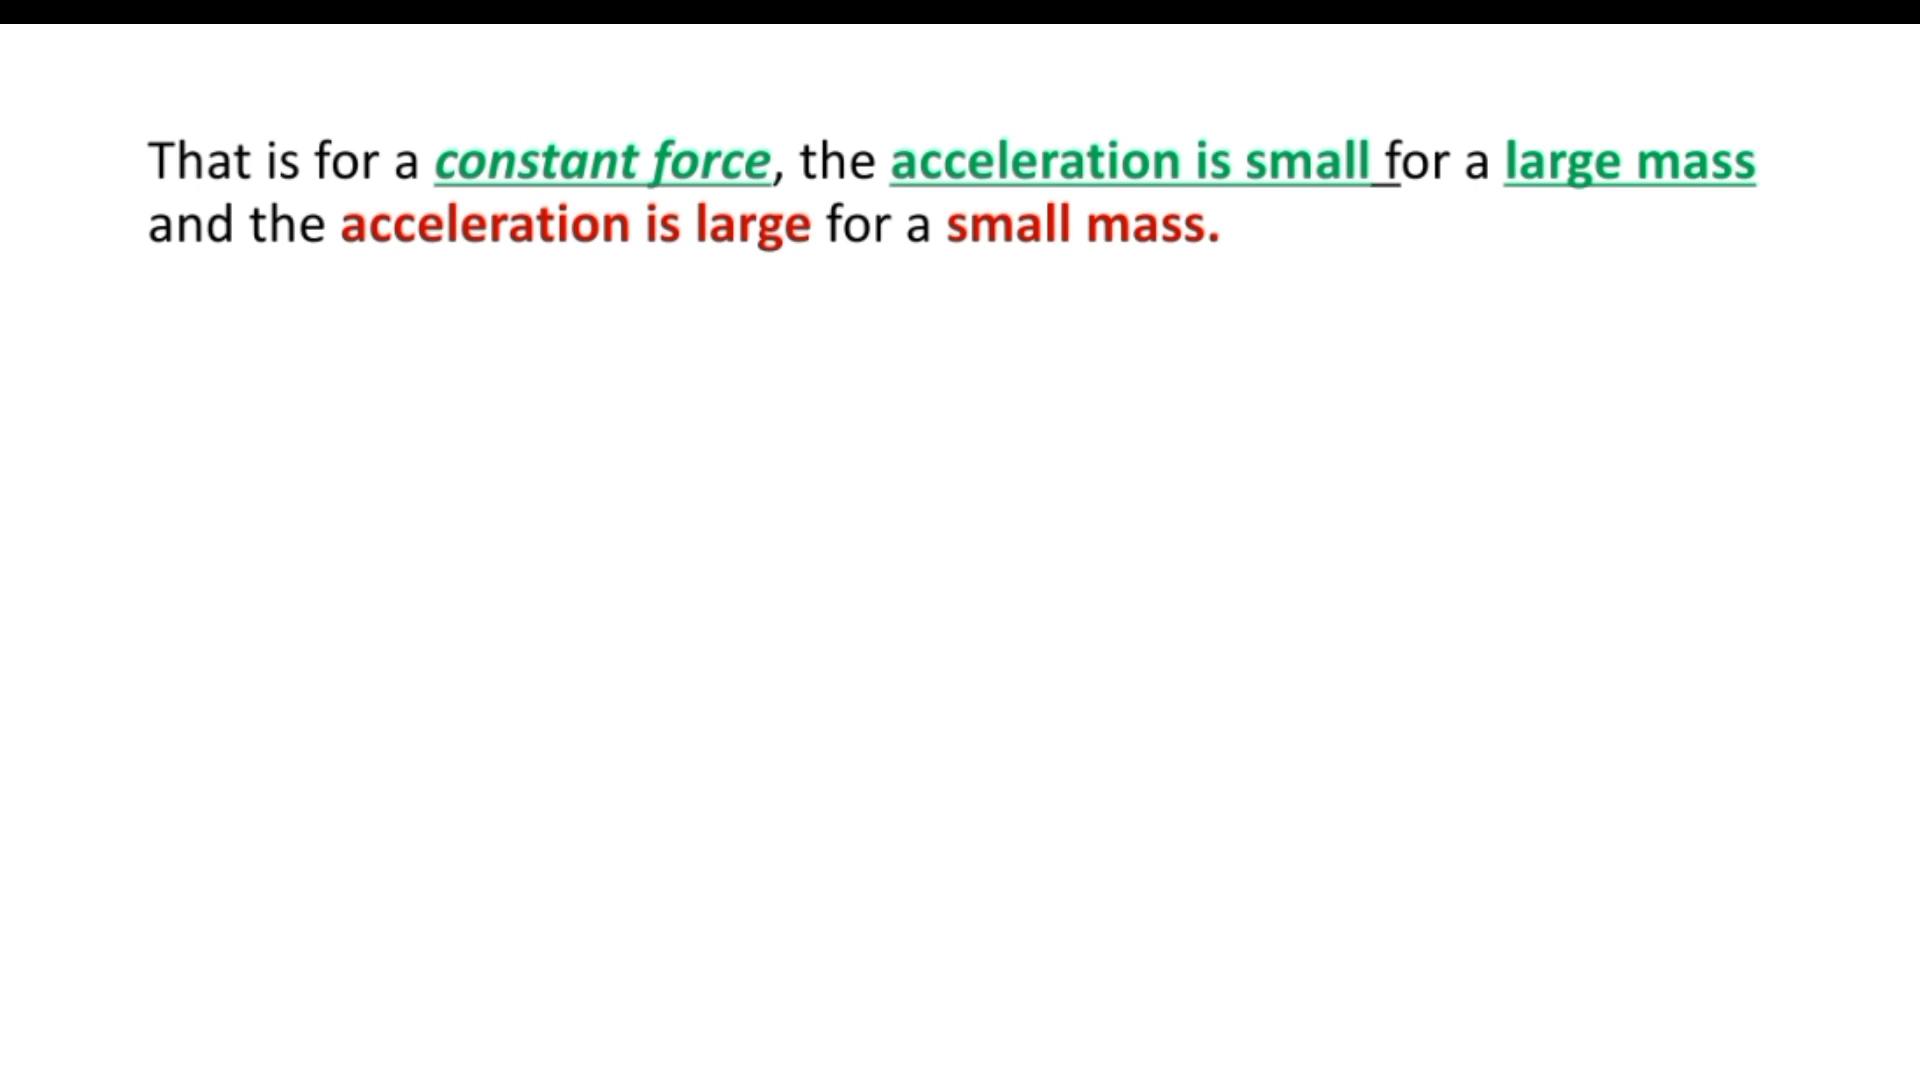 That is for a constant force, the acceleration is small for a large mass
and the acceleration is large for a small mass.